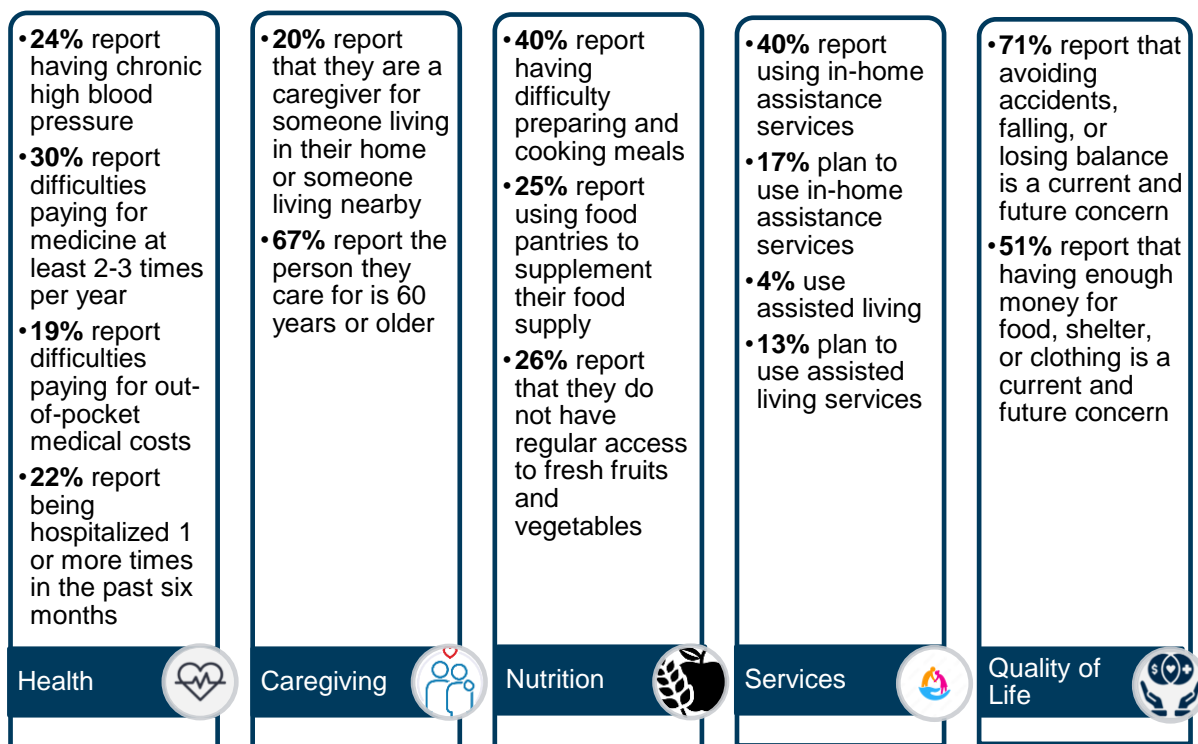 •24% report
having chronic
high blood
pressure
•30% report
difficulties
paying for
medicine at
least 2-3 times
per year
•19% report
difficulties
paying for out-
of-pocket
medical costs
•22% report
being
hospitalized 1
or more times
in the past six
months
Health
•20% report
that they are a
caregiver for
someone living
in their home
or someone
living nearby
•67% report the
person they
care for is 60
years or older
Caregiving
•40% report
having
difficulty
preparing and
cooking meals
•25% report
using food
pantries to
supplement
their food
supply
•26% report
that they do
not have
regular access
to fresh fruits
and
vegetables
Nutrition
•40% report
using in-home
assistance
services
•17% plan to
use in-home
assistance
services
•4% use
assisted living
•13% plan to
use assisted
living services
Services
•71% report that
avoiding
accidents,
falling, or
losing balance
is a current and
future concern
•51% report that
having enough
money for
food, shelter,
or clothing is a
current and
future concern
Quality of
Life